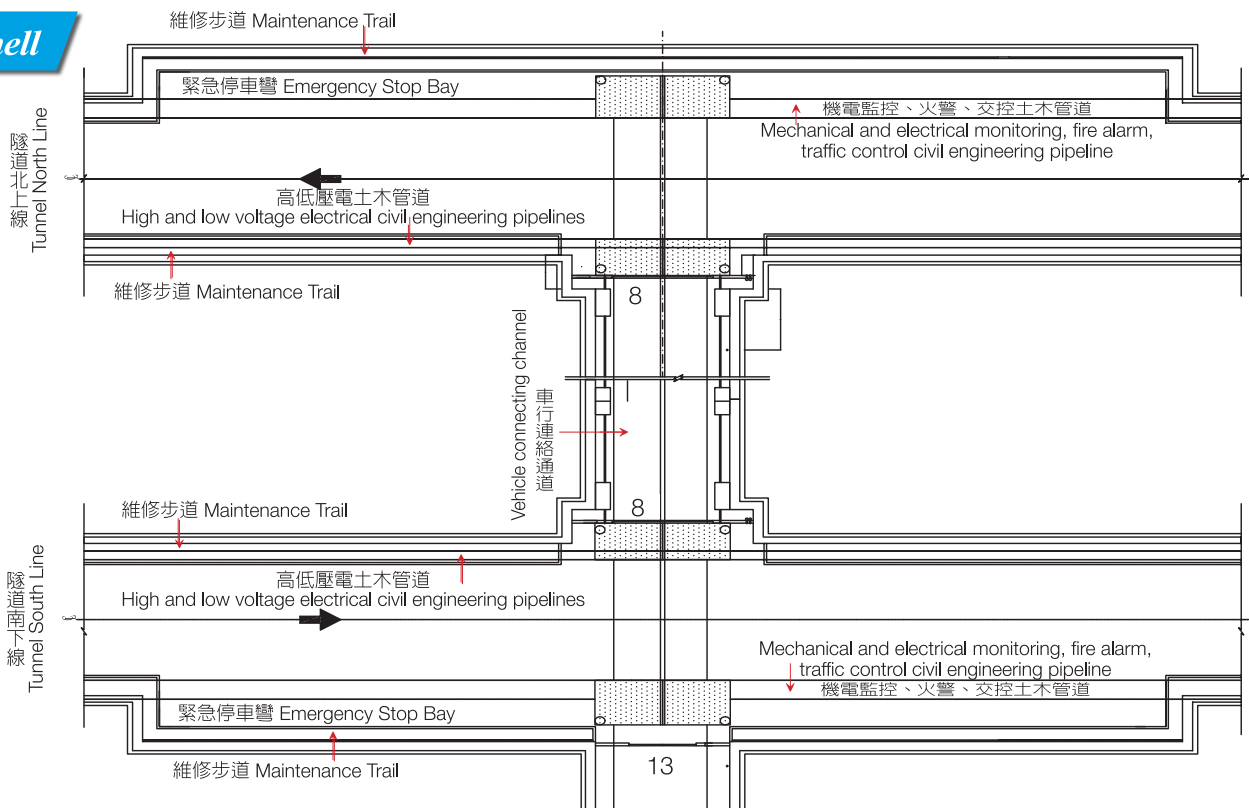 ell
維修步道 Maintenance Trail
緊急停車彎 Emergency Stop Bay
機電監控、火警、交控土木管道
Mechanical and electrical monitoring, fire alarm,
traffic control civil engineering pipeline
隧道北上線
Tunnel North Line
高低壓電土木管道
High and low voltage electrical civil engineering pipelines
維修步道 Maintenance Trail
8
Vehicle connecting channel
車行連絡通道
8
維修步道 Maintenance Trail
高低壓電土木管道
High and low voltage electrical civil engineering pipelines
隧道南下線
Tunnel South Line
Mechanical and electrical monitoring, fire alarm,
traffic control civil engineering pipeline
機電監控、火警、交控土木管道
緊急停車彎 Emergency Stop Bay
維修步道 Maintenance Trail
13